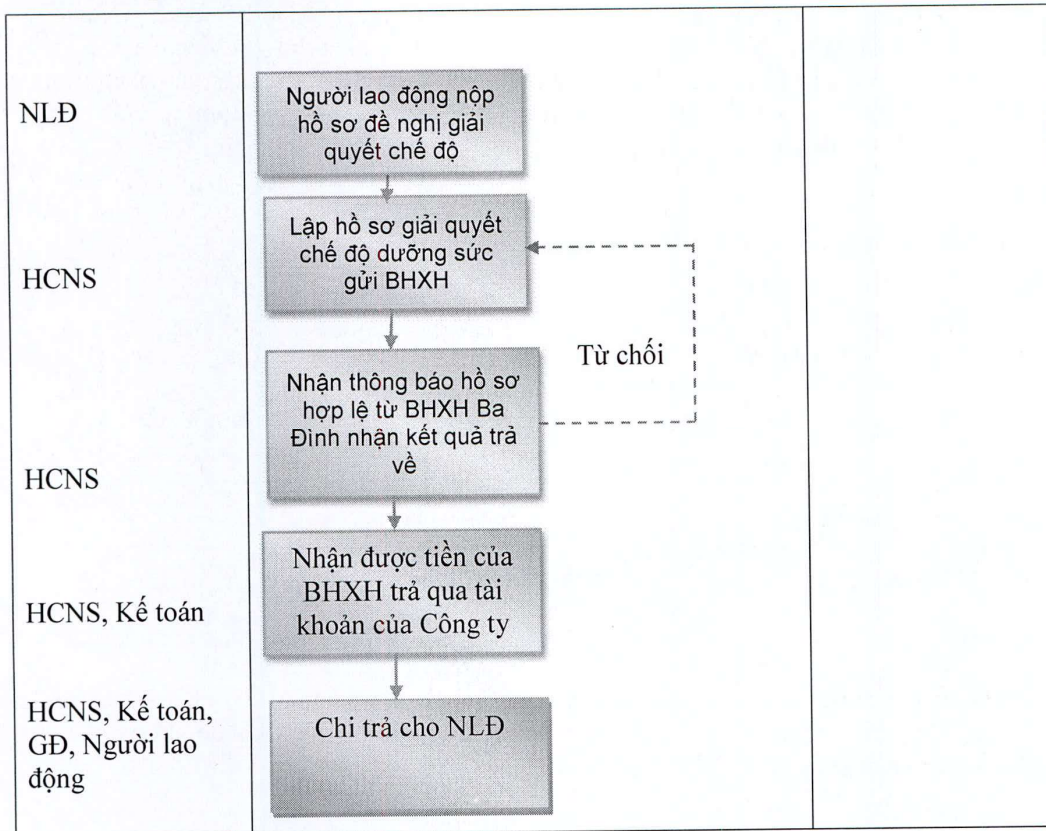 NLĐ
Người lao động nộp
hồ sơ đề nghị giải
quyết chế độ
HCNS
Lập hồ sơ giải quyết
chế độ dưỡng sức
gửi BHXH
Từ chối
HCNS
Nhận thông báo hồ sơ
hợp lệ từ BHXH Ba
Đình nhận kết quả trả
về
HCNS, Kế toán
Nhận được tiền của
BHXH trả qua tài
khoản của Công ty
HCNS, Kế toán,
GĐ, Người lao
động
Chi trả cho NLĐ